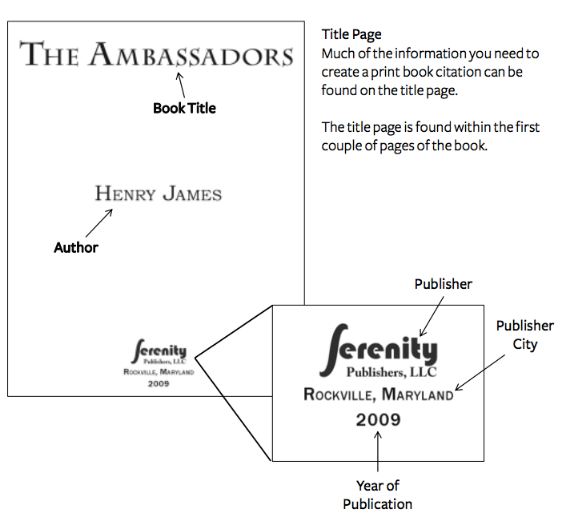 THE AMBASSADORS
Book Title
HENRY JAMES
Author
Serenity
Publishers, LLC
ROCKVILLE, MARYLAND
2009
Title Page
Much of the information you need to
create a print book citation can be
found on the title page.
The title page is found within the first
couple of pages of the book.
Publisher
Publisher
City
Serenity
Publishers, LLC
ROCKVILLE, MARYLAND
2009
Year of
Publication